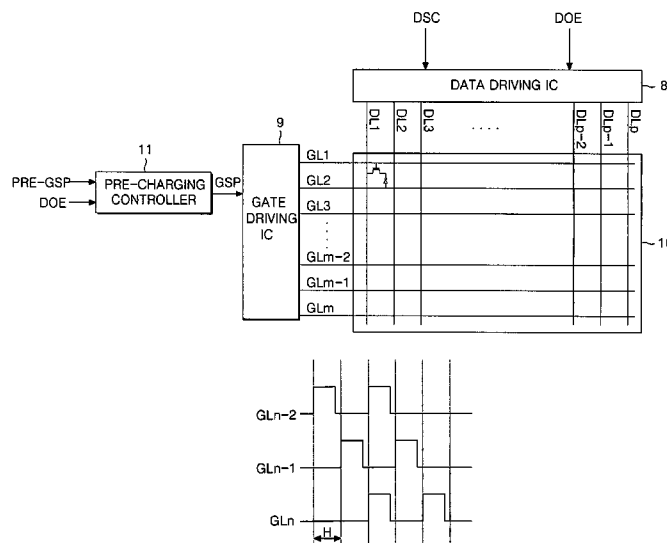 DSC
DOE
DATA DRIVING IC
8
DL1
DL2
DL3
....
DLp-2
DLp-1
DLp
9
11
PRE-GSP
DOE
PRE-CHARGING
CONTROLLER
GSP
GATE
DRIVING
IC
GL1
GL2
GL3
GLm-2
GLm-1
GLm
GLn-2
GLn-1
GLn
H